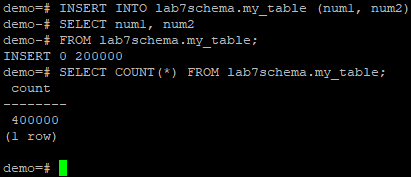 demo=# INSERT INTO lab7schema.my_table (num1, num2)
demo-# SELECT num1, num2
demo-# FROM lab7schema.my_table;
INSERT 0 200000
demo=# SELECT COUNT(*) FROM lab7schema.my_table;
 count
--------
 400000
(1 row)

demo=#